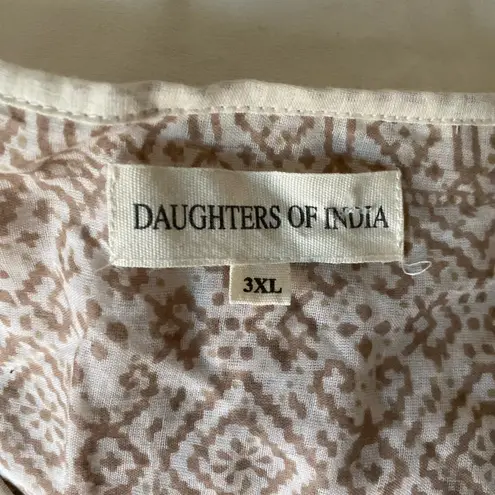 DAUGHTERS OF INDIA
3XL